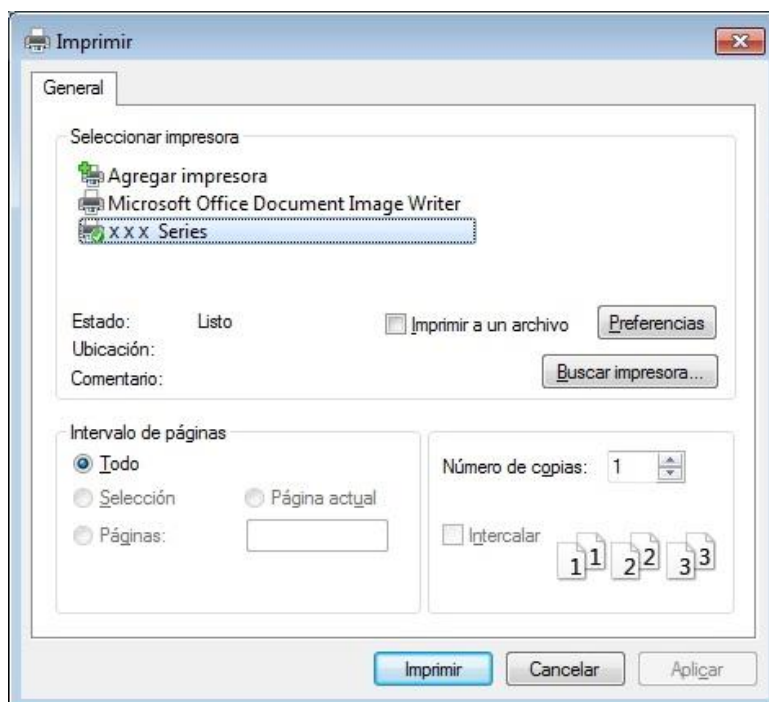 Imprimir
General
Seleccionar impresora
Agregar impresora
Microsoft Office Document Image Writer
x x x Series
Estado: Listo
Imprimir a un archivo
Preferencias
Ubicación:
Comentario:
Buscar impresora...
Intervalo de páginas
Todo
Selección
Página actual
Páginas:
Número de copias: 1
Intercalar
1 1 2 2 3 3
Imprimir
Cancelar
Aplicar